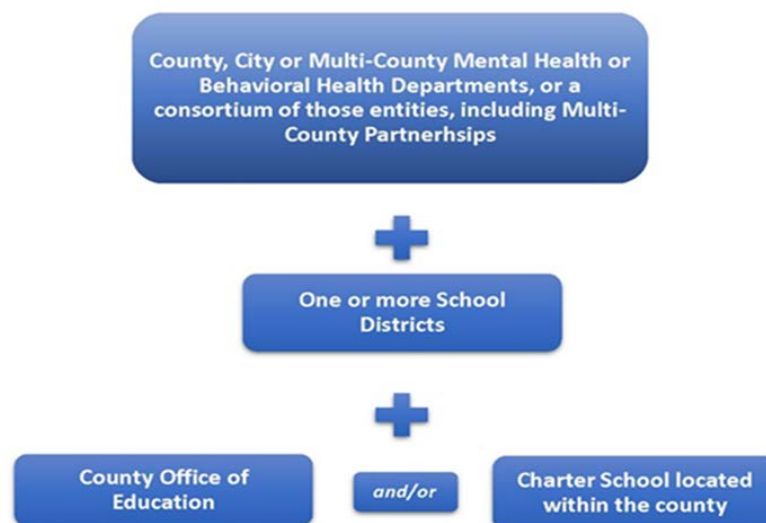 County, City or Multi-County Mental Health or
Behavioral Health Departments, or a
consortium of those entities, including Multi-
County Partnerhsips
One or more School
Districts
County Office of
Education
and/or
Charter School located
within the county